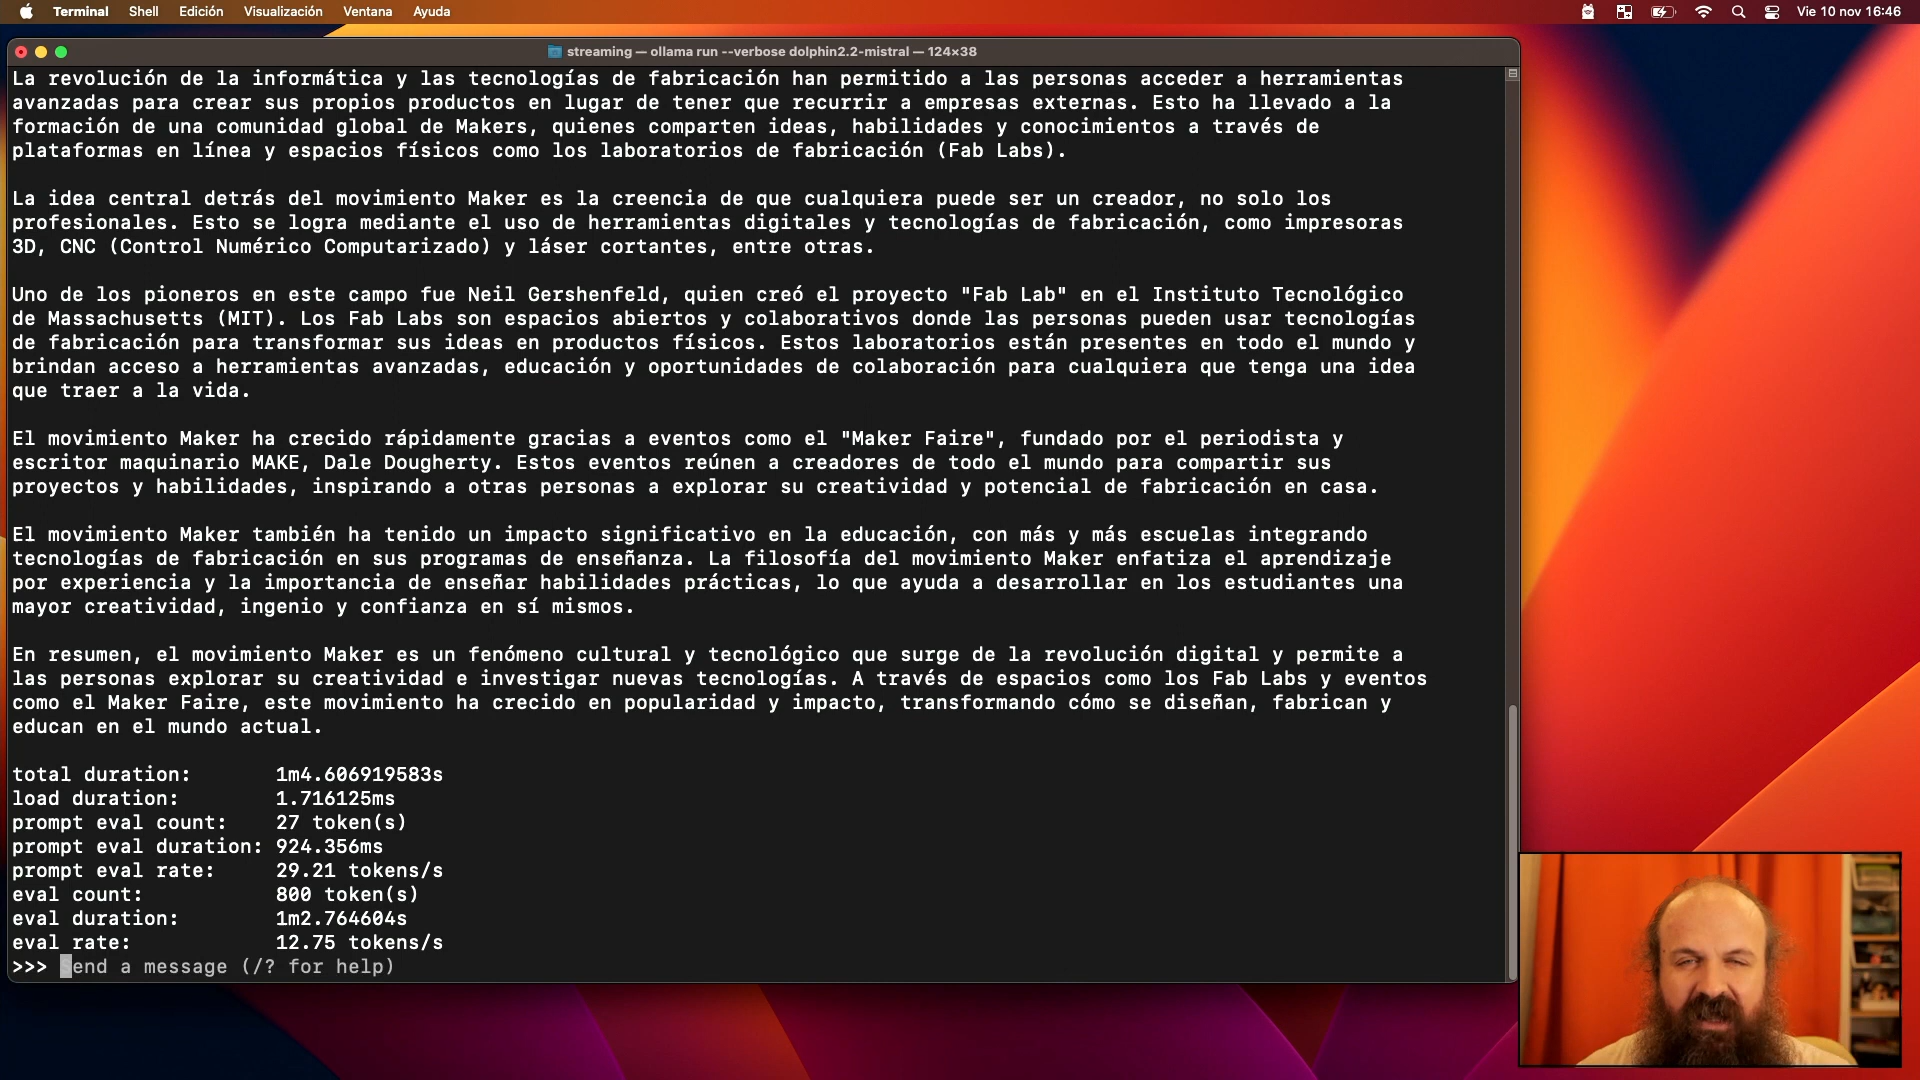 Terminal Shell Edición Visualización Ventana Ayuda Vie 10 nov 16:46
streaming — ollama run --verbose dolphin2.2-mistral — 124×38
La revolución de la informática y las tecnologías de fabricación han permitido a las personas acceder a herramientas
avanzadas para crear sus propios productos en lugar de tener que recurrir a empresas externas. Esto ha llevado a la
formación de una comunidad global de Makers, quienes comparten ideas, habilidades y conocimientos a través de
plataformas en línea y espacios físicos como los laboratorios de fabricación (Fab Labs).
La idea central detrás del movimiento Maker es la creencia de que cualquiera puede ser un creador, no solo los
profesionales. Esto se logra mediante el uso de herramientas digitales y tecnologías de fabricación, como impresoras
3D, CNC (Control Numérico Computarizado) y láser cortantes, entre otras.
Uno de los pioneros en este campo fue Neil Gershenfeld, quien creó el proyecto "Fab Lab" en el Instituto Tecnológico
de Massachusetts (MIT). Los Fab Labs son espacios abiertos y colaborativos donde las personas pueden usar tecnologías
de fabricación para transformar sus ideas en productos físicos. Estos laboratorios están presentes en todo el mundo y
brindan acceso a herramientas avanzadas, educación y oportunidades de colaboración para cualquiera que tenga una idea
que traer a la vida.
El movimiento Maker ha crecido rápidamente gracias a eventos como el "Maker Faire", fundado por el periodista y
escritor maquinario MAKE, Dale Dougherty. Estos eventos reúnen a creadores de todo el mundo para compartir sus
proyectos y habilidades, inspirando a otras personas a explorar su creatividad y potencial de fabricación en casa.
El movimiento Maker también ha tenido un impacto significativo en la educación, con más y más escuelas integrando
tecnologías de fabricación en sus programas de enseñanza. La filosofía del movimiento Maker enfatiza el aprendizaje
por experiencia y la importancia de enseñar habilidades prácticas, lo que ayuda a desarrollar en los estudiantes una
mayor creatividad, ingenio y confianza en sí mismos.
En resumen, el movimiento Maker es un fenómeno cultural y tecnológico que surge de la revolución digital y permite a
las personas explorar su creatividad e investigar nuevas tecnologías. A través de espacios como los Fab Labs y eventos
como el Maker Faire, este movimiento ha crecido en popularidad y impacto, transformando cómo se diseñan, fabrican y
educan en el mundo actual.
total duration: 1m4.606919583s
load duration: 1.716125ms
prompt eval count: 27 token(s)
prompt eval duration: 924.356ms
prompt eval rate: 29.21 tokens/s
eval count: 800 token(s)
eval duration: 1m2.764604s
eval rate: 12.75 tokens/s
>>> Send a message (/? for help)